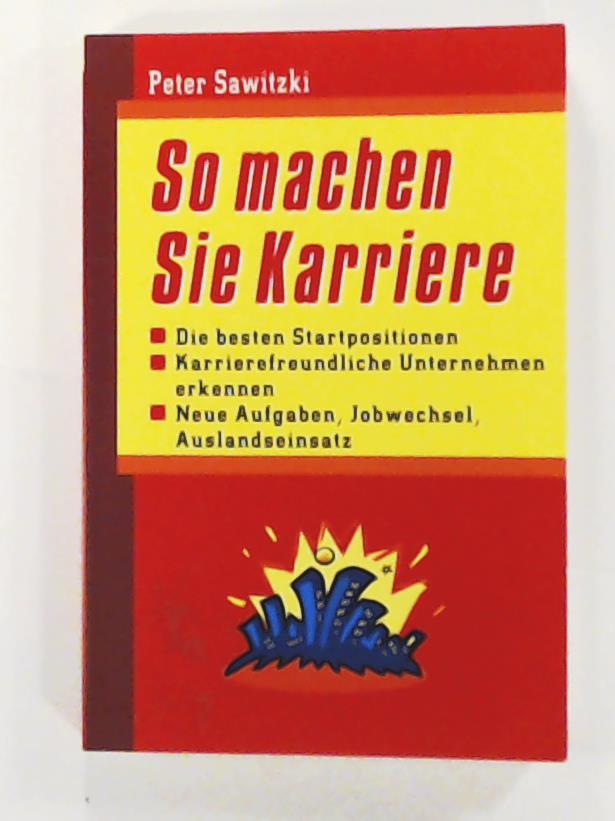 Peter Sawitzki
So machen
Sie Karriere
Die besten Startpositionen
Karrierefreundliche Unternehmen
erkennen
Neue Aufgaben, Jobwechsel,
Auslandseinsatz